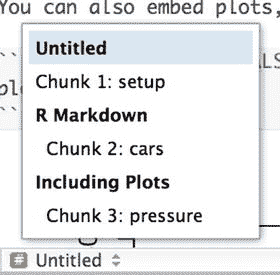 You can also embed plots,
Untitled
Chunk 1: setup
R Markdown
Chunk 2: cars
Including Plots
Chunk 3: pressure
# Untitled